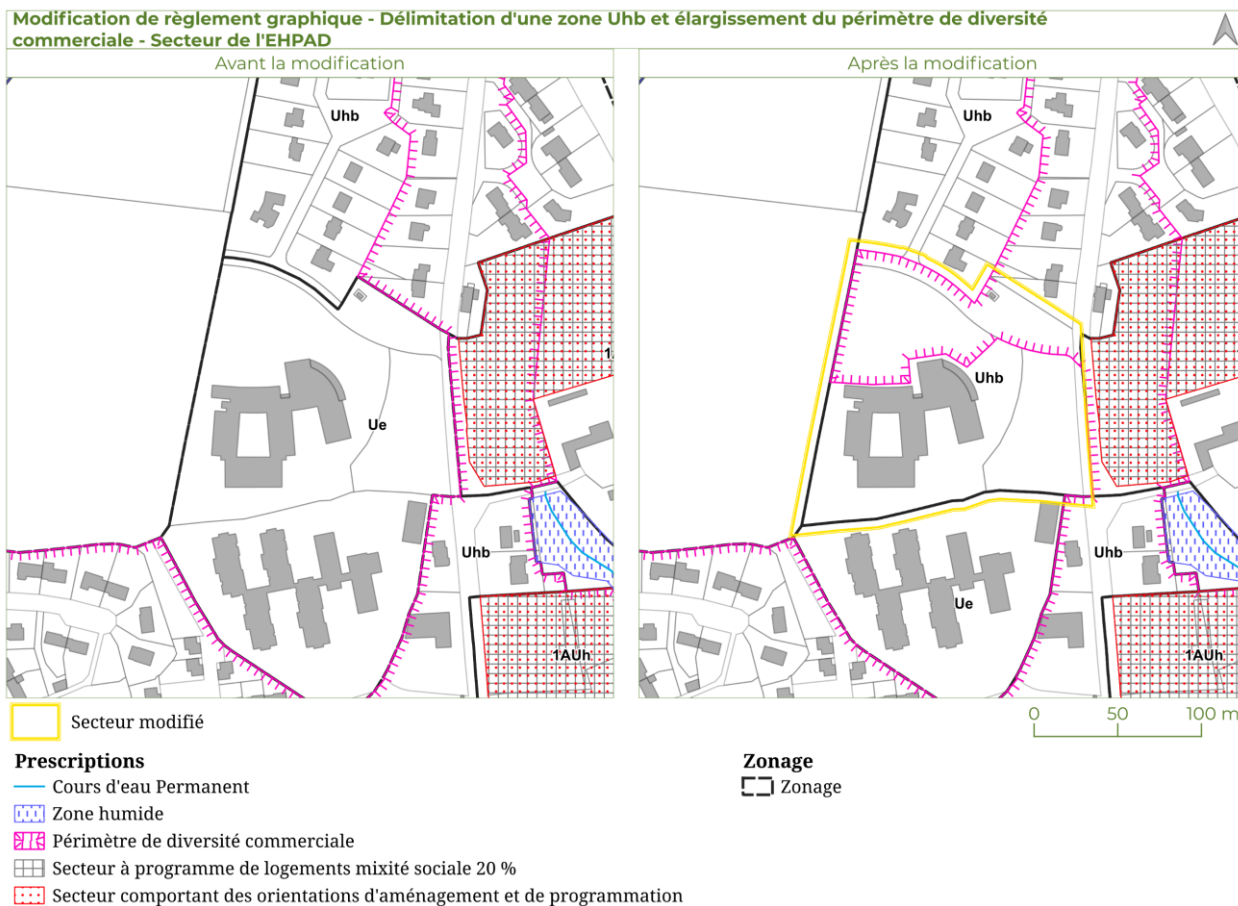 Modification de règlement graphique - Délimitation d'une zone Uhb et élargissement du périmètre de diversité
commerciale - Secteur de l'EHPAD
Avant la modification
Après la modification
Uhb
Ue
Uhb
1AUh
Uhb
Uhb
Uhb
Ue
1AUh
Secteur modifié
0 50 100 m
Prescriptions
Cours d'eau Permanent
Zone humide
Périmètre de diversité commerciale
Secteur à programme de logements mixité sociale 20 %
Secteur comportant des orientations d'aménagement et de programmation
Zonage
Zonage